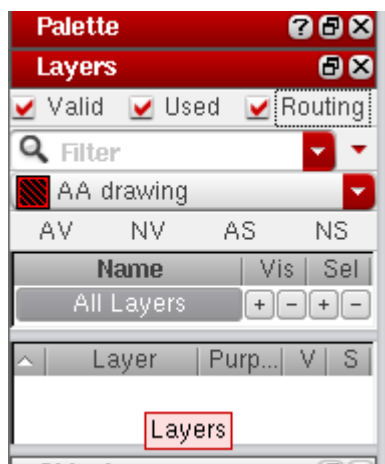 Palette
Layers
Valid Used Routing
Filter
AA drawing
AV NV AS NS
Name Vis Sel
All Layers + - + -
Layer Purp... V S
Layers